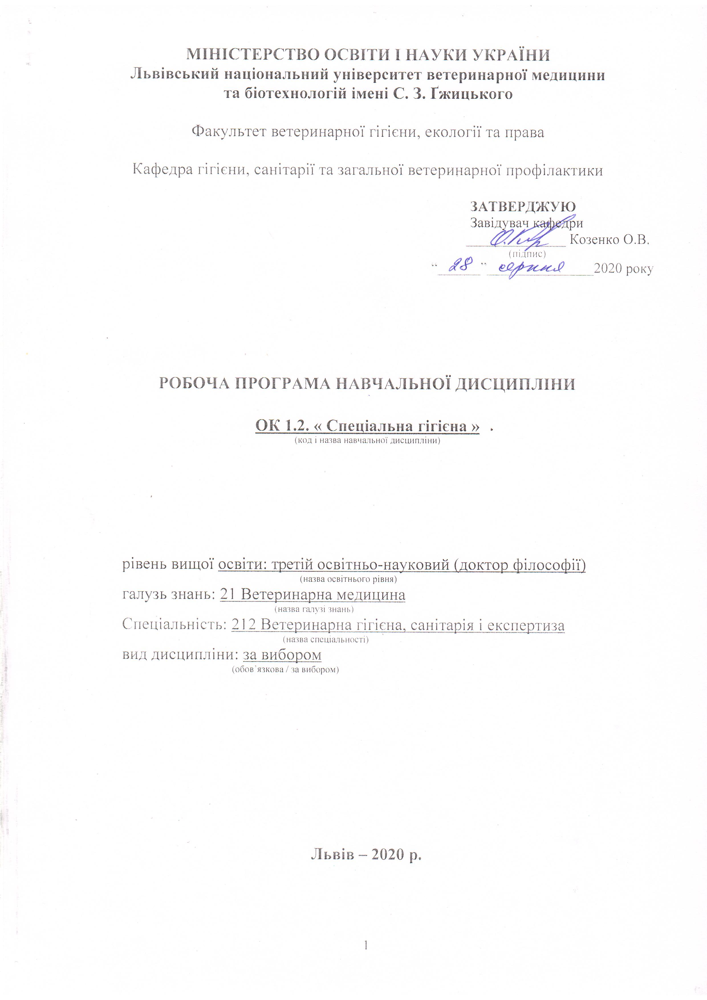 МІНІСТЕРСТВО ОСВІТИ І НАУКИ УКРАЇНИ
Львівський національний університет ветеринарної медицини
та біотехнологій імені С. З. Ґжицького
Факультет ветеринарної гігієни, екології та права
Кафедра гігієни, санітарії та загальної ветеринарної профілактики
ЗАТВЕРДЖУЮ
Завідувач кафедри
Козенко О.В.
(підпис)
“ 28 ” серпня 2020 року
РОБОЧА ПРОГРАМА НАВЧАЛЬНОЇ ДИСЦИПЛІНИ
ОК 1.2. « Спеціальна гігієна » .
(код і назва навчальної дисципліни)
рівень вищої освіти: третій освітньо-науковий (доктор філософії)
(назва освітнього рівня)
галузь знань: 21 Ветеринарна медицина
(назва галузі знань)
Спеціальність: 212 Ветеринарна гігієна, санітарія і експертиза
(назва спеціальності)
вид дисципліни: за вибором
(обов`язкова / за вибором)
Львів – 2020 р.
1